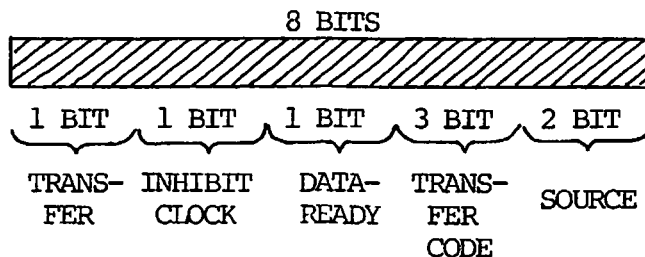 8 BITS
1 BIT 1 BIT 1 BIT 3 BIT 2 BIT
TRANS- INHIBIT DATA- TRANS- SOURCE
FER CLOCK READY FER
CODE